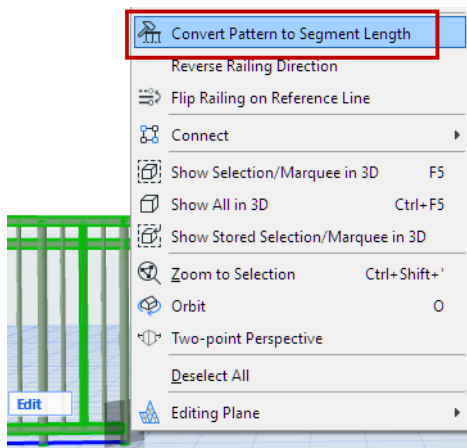 Convert Pattern to Segment Length
Reverse Railing Direction
Flip Railing on Reference Line
Connect
Show Selection/Marquee in 3D F5
Show All in 3D Ctrl+F5
Show Stored Selection/Marquee in 3D
Zoom to Selection Ctrl+Shift+'
Orbit O
Two-point Perspective
Deselect All
Edit
Editing Plane